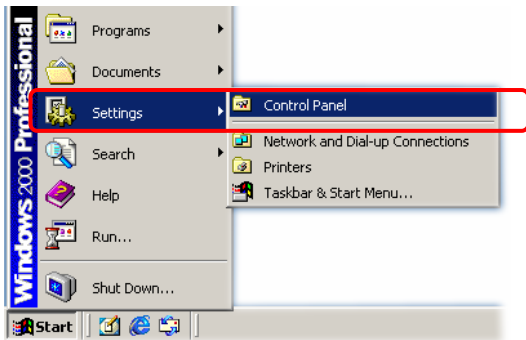 Windows 2000 Professional
Programs
Documents
Settings
Search
Help
Run...
Shut Down...
Control Panel
Network and Dial-up Connections
Printers
Taskbar & Start Menu...
Start